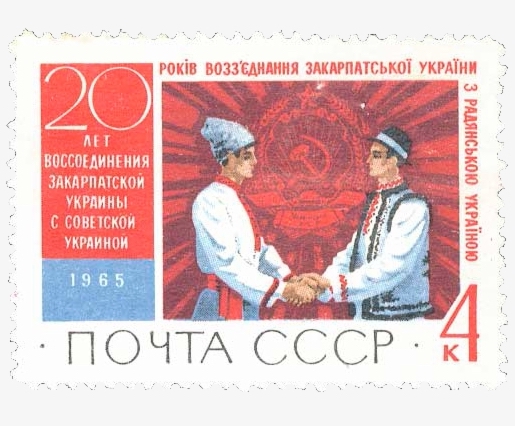 20
ЛЕТ
ВОССОЕДИНЕНИЯ
ЗАКАРПАТСКОЙ
УКРАИНЫ
С СОВЕТСКОЙ
УКРАИНОЙ
1965
РОКІВ ВОЗЗ'ЄДНАННЯ ЗАКАРПАТСЬКОЇ УКРАЇНИ
З РАДЯНСЬКОЮ УКРАЇНОЮ
· ПОЧТА СССР ·
4
К